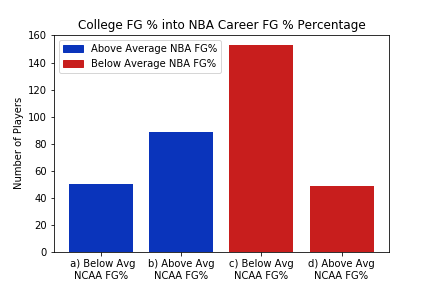 College FG % into NBA Career FG % Percentage
Above Average NBA FG%
Below Average NBA FG%
Number of Players
160
140
120
100
80
60
40
20
0
a) Below Avg
NCAA FG%
b) Above Avg
NCAA FG%
c) Below Avg
NCAA FG%
d) Above Avg
NCAA FG%